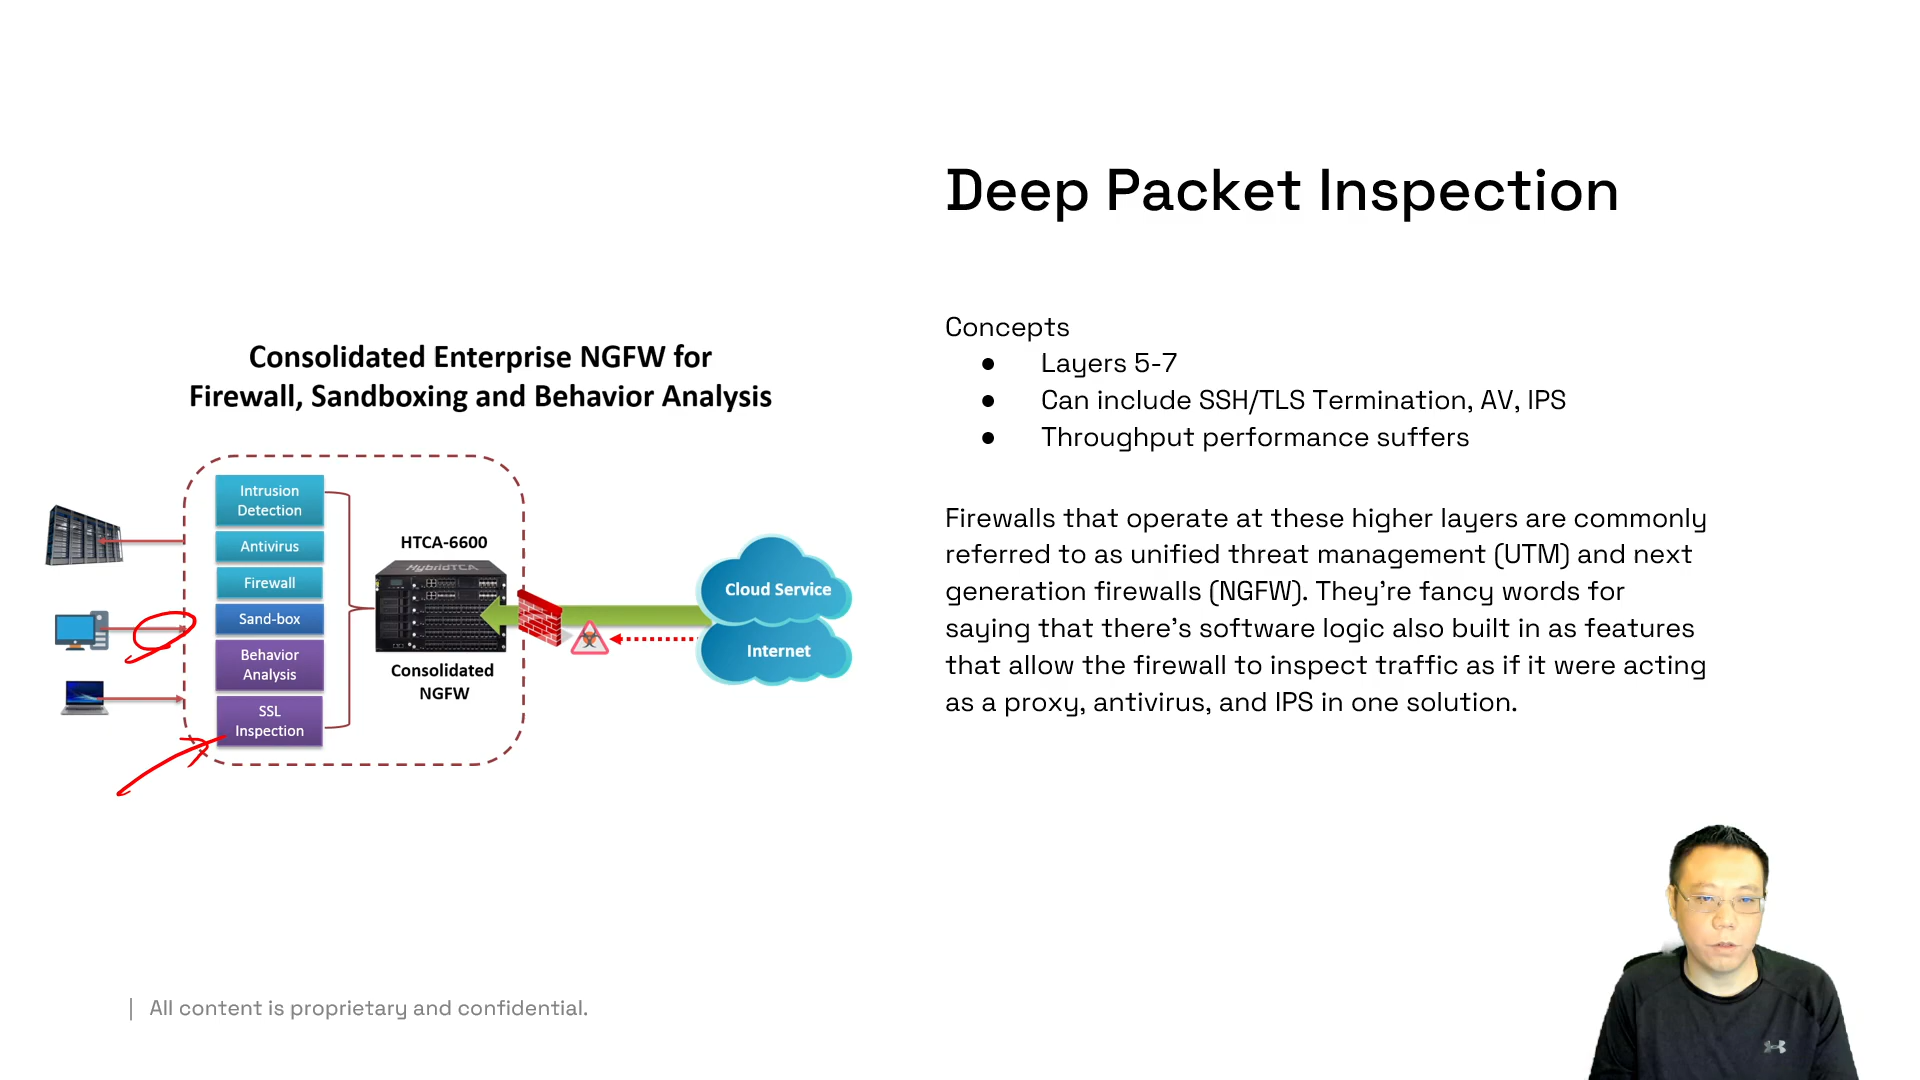 Deep Packet Inspection
Consolidated Enterprise NGFW for
Firewall, Sandboxing and Behavior Analysis
Intrusion
Detection
Antivirus
Firewall
Sand-box
Behavior
Analysis
SSL
Inspection
HTCA-6600
HybridTCA
Consolidated
NGFW
Cloud Service
Internet
Concepts
● Layers 5-7
● Can include SSH/TLS Termination, AV, IPS
● Throughput performance suffers
Firewalls that operate at these higher layers are commonly
referred to as unified threat management (UTM) and next
generation firewalls (NGFW). They're fancy words for
saying that there's software logic also built in as features
that allow the firewall to inspect traffic as if it were acting
as a proxy, antivirus, and IPS in one solution.
| All content is proprietary and confidential.